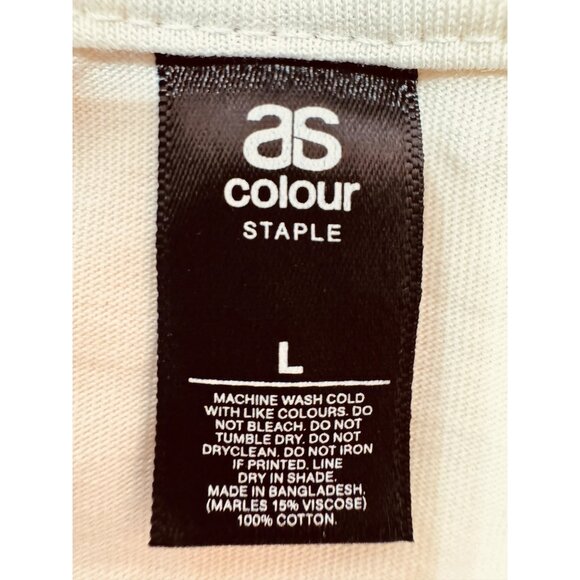 as
colour
STAPLE
L
MACHINE WASH COLD
WITH LIKE COLOURS. DO
NOT BLEACH. DO NOT
TUMBLE DRY. DO NOT
DRYCLEAN. DO NOT IRON
IF PRINTED. LINE
DRY IN SHADE.
MADE IN BANGLADESH.
(MARLES 15% VISCOSE)
100% COTTON.